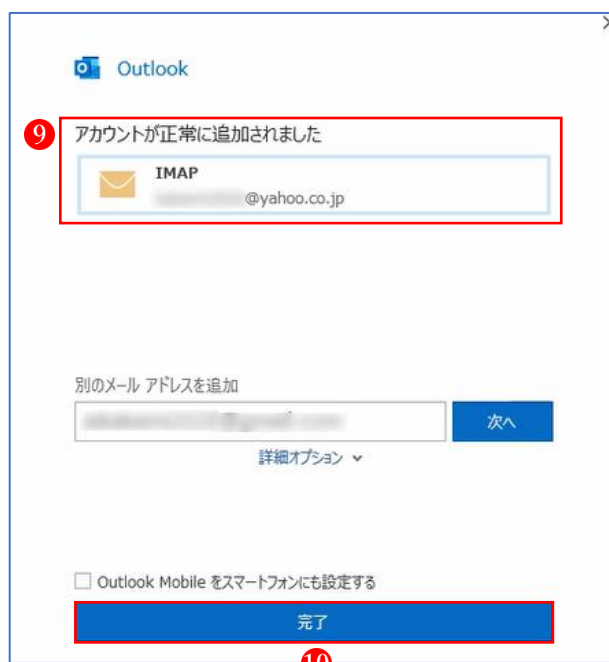 Outlook
9
アカウントが正常に追加されました
IMAP
@yahoo.co.jp
別のメール アドレスを追加
次へ
詳細オプション
Outlook Mobile をスマートフォンにも設定する
完了
10